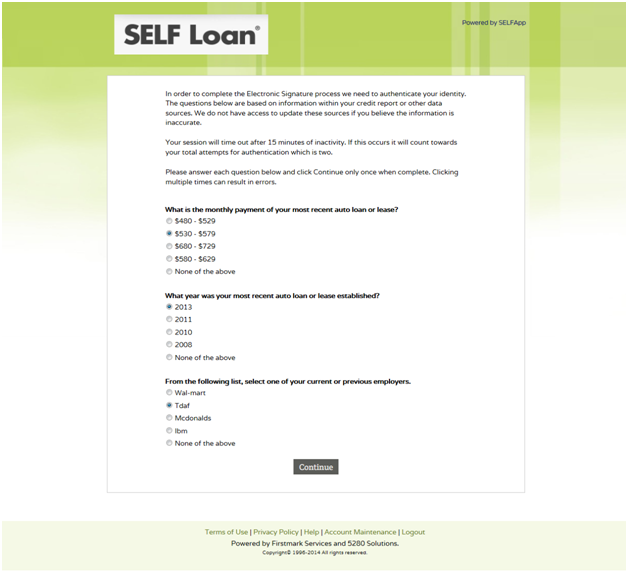 SELF Loan®
Powered by SELFApp
In order to complete the Electronic Signature process we need to authenticate your identity.
The questions below are based on information within your credit report or other data
sources. We do not have access to update these sources if you believe the information is
inaccurate.
Your session will time out after 15 minutes of inactivity. If this occurs it will count towards
your total attempts for authentication which is two.
Please answer each question below and click Continue only once when complete. Clicking
multiple times can result in errors.
What is the monthly payment of your most recent auto loan or lease?
$480 - $529
$530 - $579
$680 - $729
$580 - $629
None of the above
What year was your most recent auto loan or lease established?
2013
2011
2010
2008
None of the above
From the following list, select one of your current or previous employers.
Wal-mart
Tdaf
Mcdonalds
Ibm
None of the above
Continue
Terms of Use | Privacy Policy | Help | Account Maintenance | Logout
Powered by Firstmark Services and 5280 Solutions.
Copyright© 1996-2014 All rights reserved.